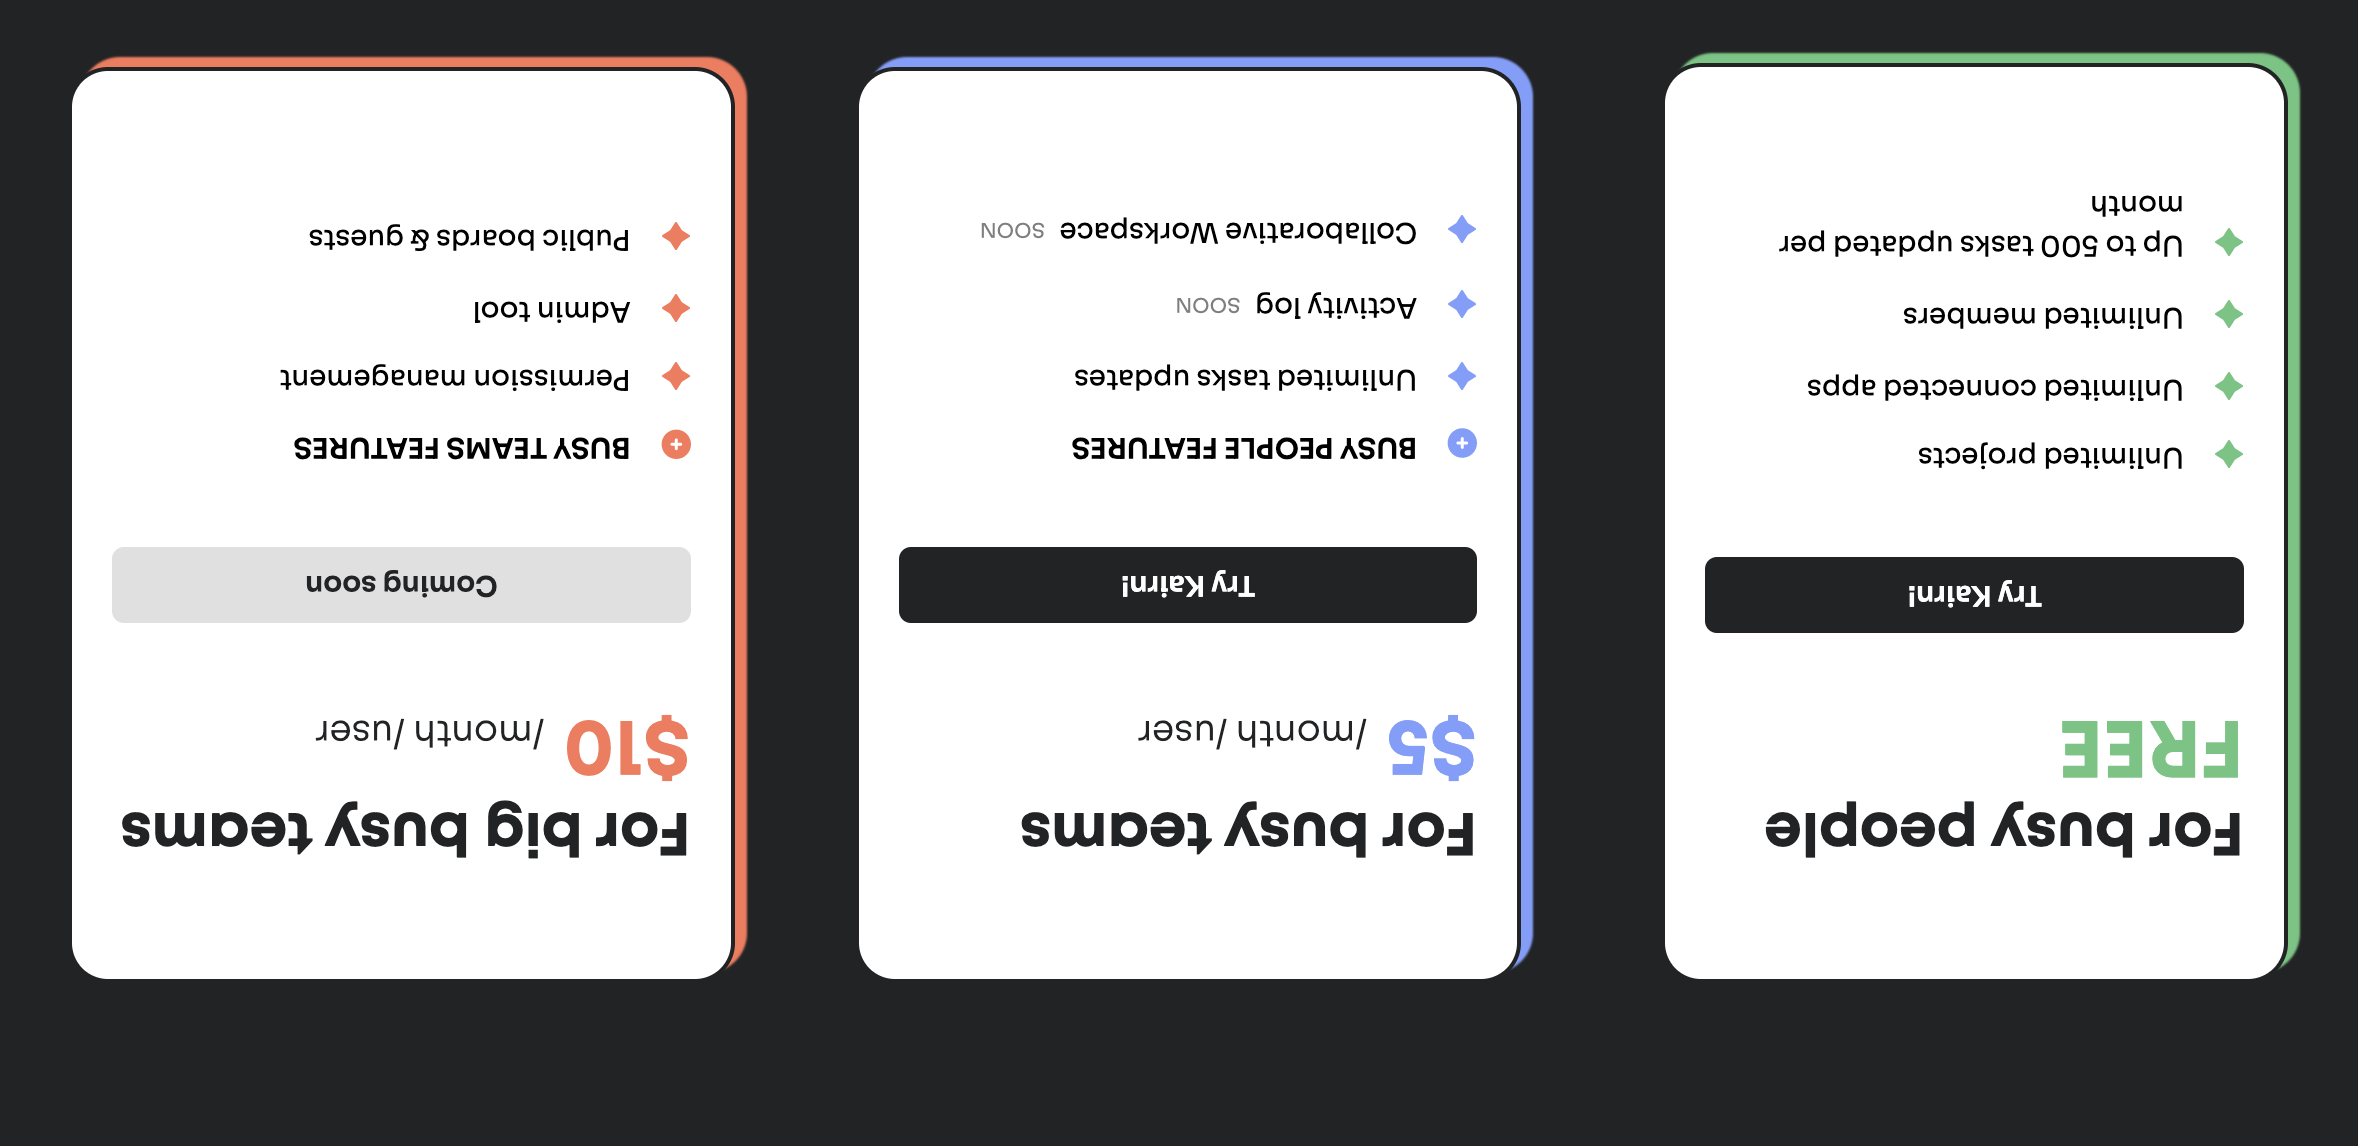 For busy people
FREE
Try Kairn!
Unlimited projects
Unlimited connected apps
Unlimited members
Up to 500 tasks updated per
month
For busy teams
$5 /month /user
Try Kairn!
BUSY PEOPLE FEATURES
Unlimited tasks updates
Activity log SOON
Collaborative Workspace SOON
For big busy teams
$10 /month /user
Coming soon
BUSY TEAMS FEATURES
Permission management
Admin tool
Public boards & guests